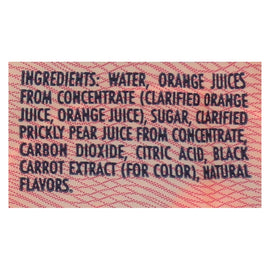 INGREDIENTS: WATER, ORANGE JUICES
FROM CONCENTRATE (CLARIFIED ORANGE
JUICE, ORANGE JUICE), SUGAR, CLARIFIED
PRICKLY PEAR JUICE FROM CONCENTRATE,
CARBON DIOXIDE, CITRIC ACID, BLACK
CARROT EXTRACT (FOR COLOR), NATURAL
FLAVORS.